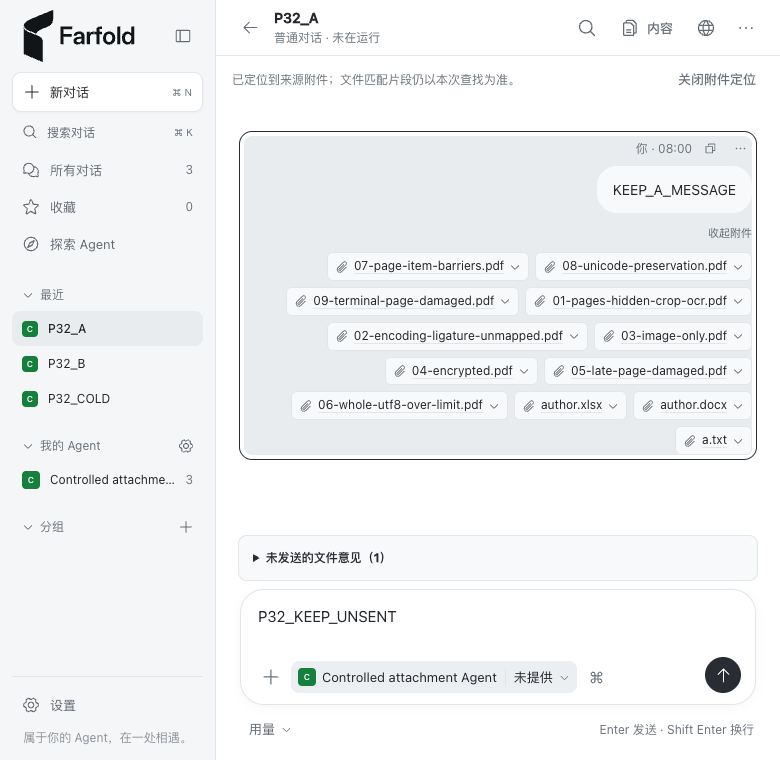 Farfold
新对话 ⌘ N
搜索对话 ⌘ K
所有对话 3
收藏 0
探索 Agent
最近
C P32_A
C P32_B
C P32_COLD
我的 Agent
C Controlled attachme... 3
分组
设置
属于你的 Agent，在一处相遇。
P32_A
普通对话 · 未在运行
内容
已定位到来源附件；文件匹配片段仍以本次查找为准。 关闭附件定位
你 · 08:00
KEEP_A_MESSAGE
收起附件
07-page-item-barriers.pdf 08-unicode-preservation.pdf
09-terminal-page-damaged.pdf 01-pages-hidden-crop-ocr.pdf
02-encoding-ligature-unmapped.pdf 03-image-only.pdf
04-encrypted.pdf 05-late-page-damaged.pdf
06-whole-utf8-over-limit.pdf author.xlsx author.docx
a.txt
未发送的文件意见（1）
P32_KEEP_UNSENT
C Controlled attachment Agent 未提供 ⌘
用量 Enter 发送 · Shift Enter 换行